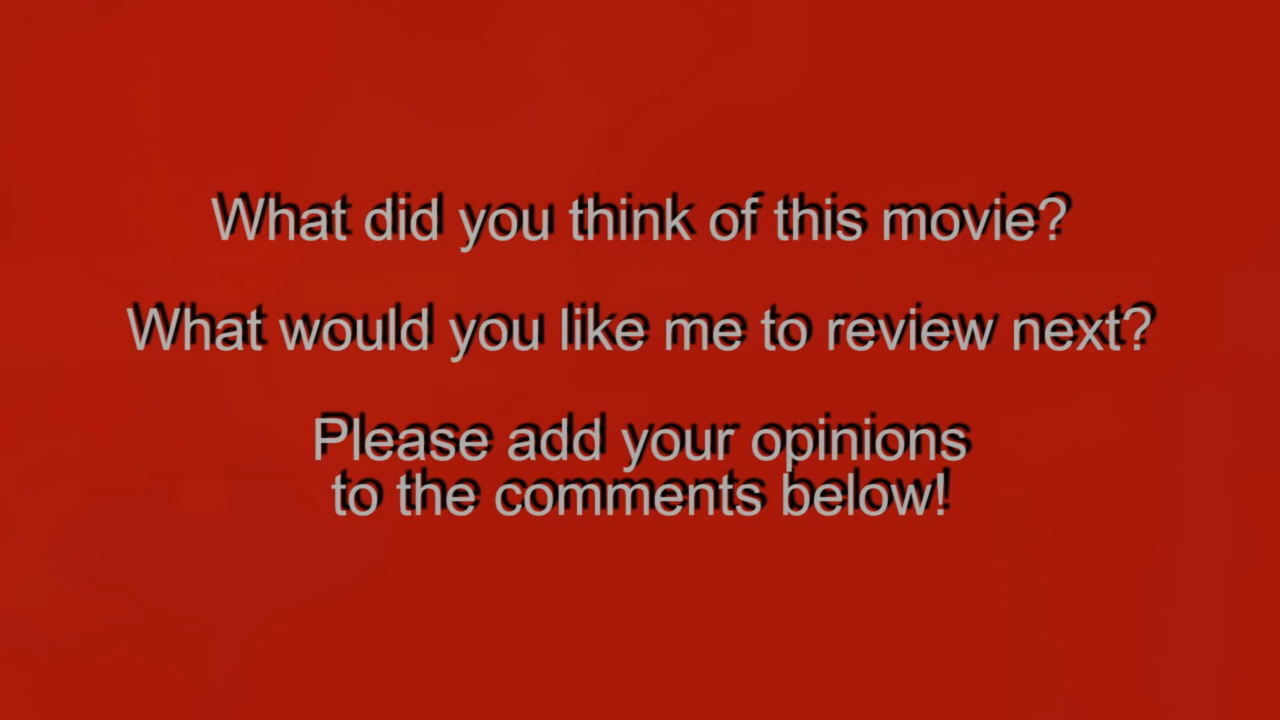 What did you think of this movie?
What would you like me to review next?
Please add your opinions
to the comments below!